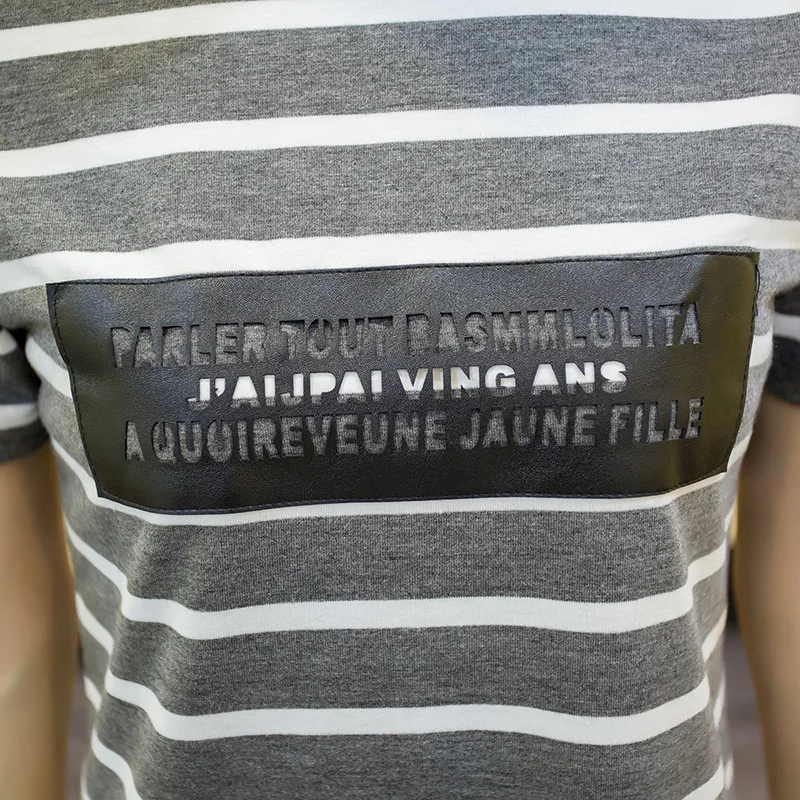 PARLER TOUT BASMMLOLITA
J'AIJPAI VING ANS
A QUOIREVEUNE JAUNE FILLE